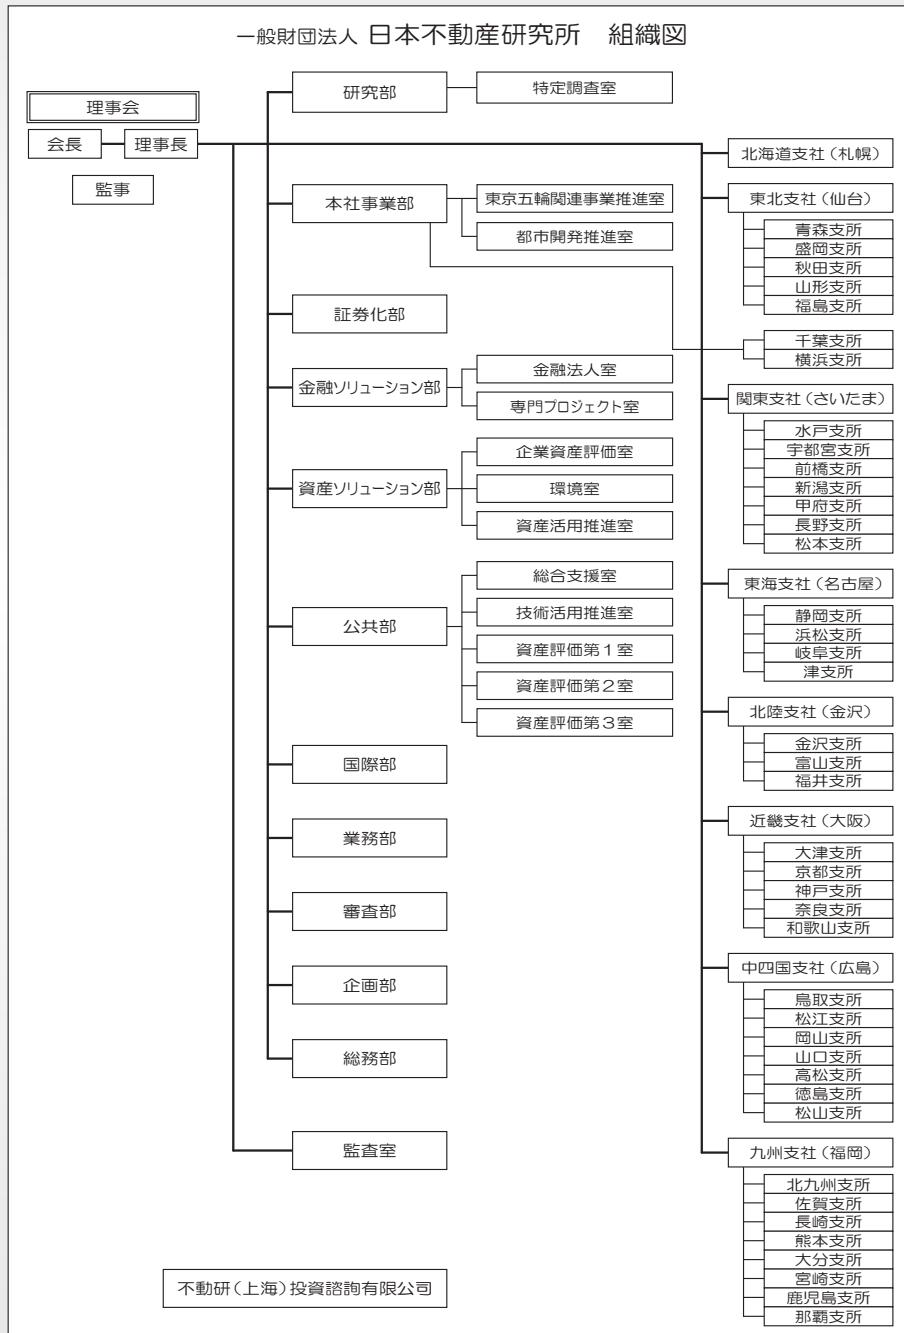 一般財団法人 日本不動産研究所 組織図
理事会
会長
理事長
監事
研究部
特定調査室
本社事業部
東京五輪関連事業推進室
都市開発推進室
証券化部
金融ソリューション部
金融法人室
専門プロジェクト室
資産ソリューション部
企業資産評価室
環境室
資産活用推進室
公共部
総合支援室
技術活用推進室
資産評価第1室
資産評価第2室
資産評価第3室
国際部
業務部
審査部
企画部
総務部
監査室
不動研(上海)投資諮詢有限公司
北海道支社(札幌)
東北支社(仙台)
青森支所
盛岡支所
秋田支所
山形支所
福島支所
千葉支所
横浜支所
関東支社(さいたま)
水戸支所
宇都宮支所
前橋支所
新潟支所
甲府支所
長野支所
松本支所
東海支社(名古屋)
静岡支所
浜松支所
岐阜支所
津支所
北陸支社(金沢)
金沢支所
富山支所
福井支所
近畿支社(大阪)
大津支所
京都支所
神戸支所
奈良支所
和歌山支所
中四国支社(広島)
鳥取支所
松江支所
岡山支所
山口支所
高松支所
徳島支所
松山支所
九州支社(福岡)
北九州支所
佐賀支所
長崎支所
熊本支所
大分支所
宮崎支所
鹿児島支所
那覇支所